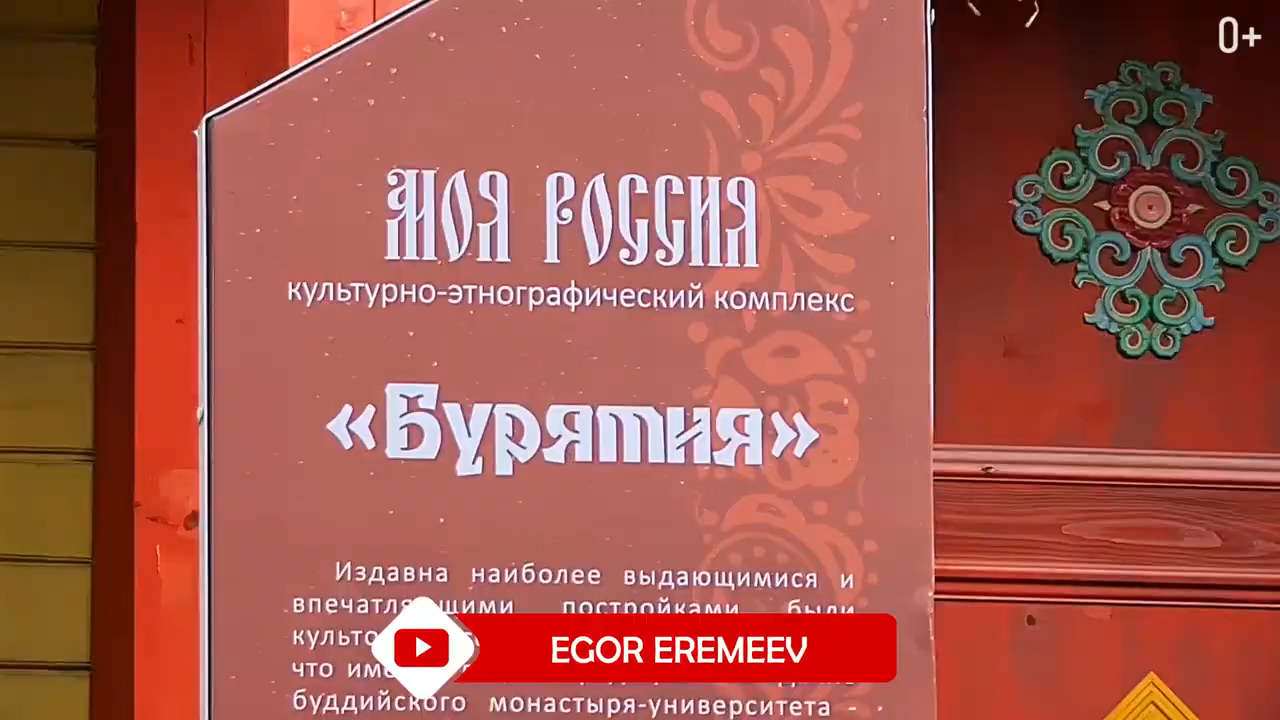 0+
МОЯ РОССИЯ
культурно-этнографический комплекс
«Бурятия»
Издавна наиболее выдающимися и
постройками были
что
буддийского монастыря-университета -
EGOR EREMEEV